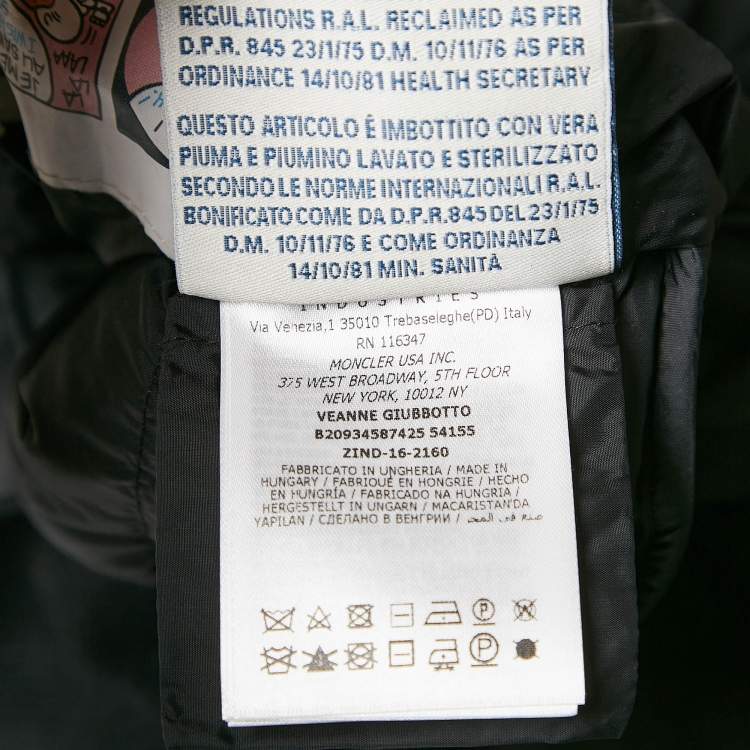 REGULATIONS R.A.L. RECLAIMED AS PER
D.P.R. 845 23/1/75 D.M. 10/11/76 AS PER
ORDINANCE 14/10/81 HEALTH SECRETARY
QUESTO ARTICOLO É IMBOTTITO CON VERA
PIUMA E PIUMINO LAVATO E STERILIZZATO
SECONDO LE NORME INTERNAZIONALI R.A.L.
BONIFICATO COME DA D.P.R. 845 DEL 23/1/75
D.M. 10/11/76 E COME ORDINANZA
14/10/81 MIN. SANITÀ
INDUSTRIES
Via Venezia,1 35010 Trebaseleghe(PD) Italy
RN 116347
MONCLER USA INC.
375 WEST BROADWAY, 5TH FLOOR
NEW YORK, 10012 NY
VEANNE GIUBBOTTO
B20934587425 54155
ZIND-16-2160
FABBRICATO IN UNGHERIA / MADE IN
HUNGARY / FABRIQUÉ EN HONGRIE / HECHO
EN HUNGRÍA / FABRICADO NA HUNGRIA /
HERGESTELLT IN UNGARN / MACARISTAN'DA
YAPILAN / СДЕЛАНО В ВЕНГРИИ / صنع في المجر